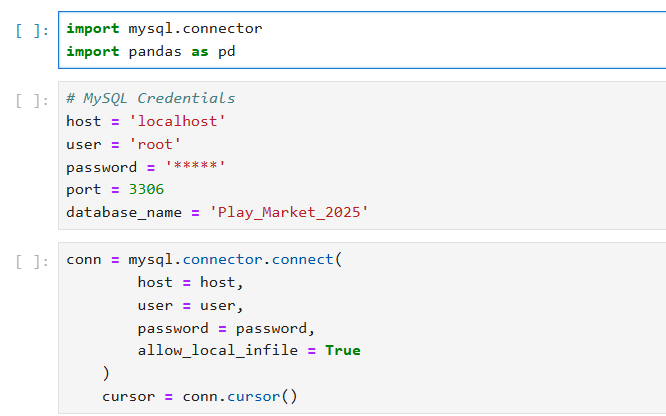 [ ]: import mysql.connector
import pandas as pd
[ ]: # MySQL Credentials
host = 'localhost'
user = 'root'
password = '*****'
port = 3306
database_name = 'Play_Market_2025'
[ ]: conn = mysql.connector.connect(
        host = host,
        user = user,
        password = password,
        allow_local_infile = True
    )
    cursor = conn.cursor()